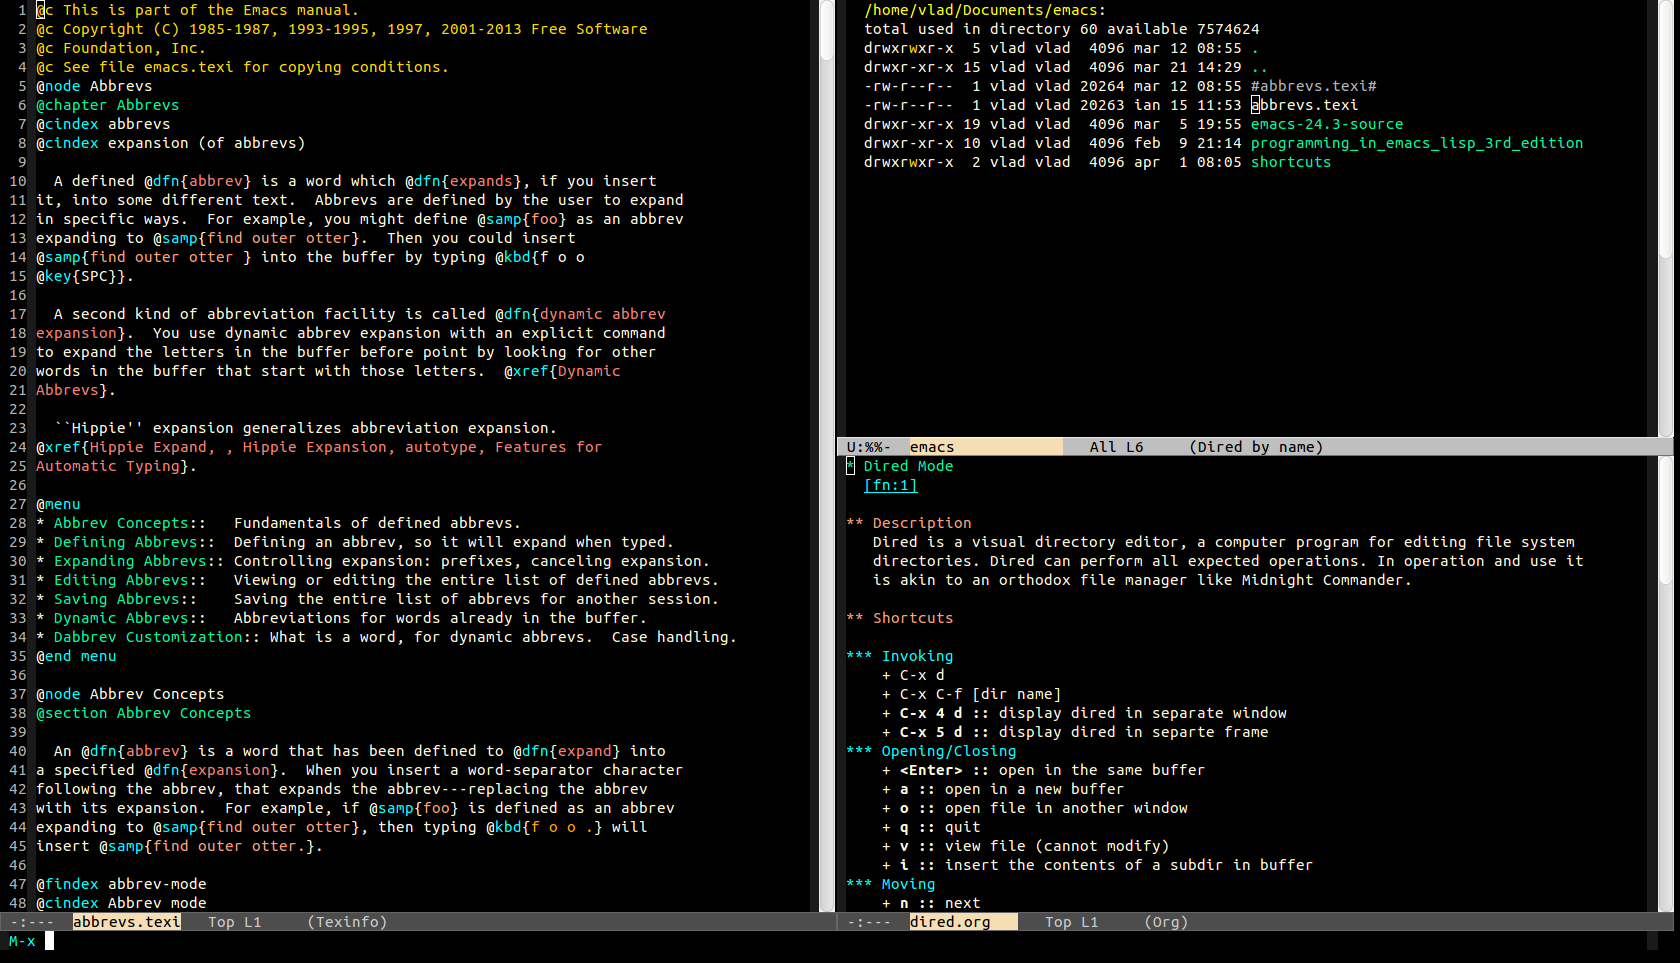 1 @c This is part of the Emacs manual.
2 @c Copyright (C) 1985-1987, 1993-1995, 1997, 2001-2013 Free Software
3 @c Foundation, Inc.
4 @c See file emacs.texi for copying conditions.
5 @node Abbrevs
6 @chapter Abbrevs
7 @cindex abbrevs
8 @cindex expansion (of abbrevs)
9
10   A defined @dfn{abbrev} is a word which @dfn{expands}, if you insert
11 it, into some different text.  Abbrevs are defined by the user to expand
12 in specific ways.  For example, you might define @samp{foo} as an abbrev
13 expanding to @samp{find outer otter}.  Then you could insert
14 @samp{find outer otter } into the buffer by typing @kbd{f o o
15 @key{SPC}}.
16
17   A second kind of abbreviation facility is called @dfn{dynamic abbrev
18 expansion}.  You use dynamic abbrev expansion with an explicit command
19 to expand the letters in the buffer before point by looking for other
20 words in the buffer that start with those letters.  @xref{Dynamic
21 Abbrevs}.
22
23   ``Hippie'' expansion generalizes abbreviation expansion.
24 @xref{Hippie Expand, , Hippie Expansion, autotype, Features for
25 Automatic Typing}.
26
27 @menu
28 * Abbrev Concepts::   Fundamentals of defined abbrevs.
29 * Defining Abbrevs::  Defining an abbrev, so it will expand when typed.
30 * Expanding Abbrevs:: Controlling expansion: prefixes, canceling expansion.
31 * Editing Abbrevs::   Viewing or editing the entire list of defined abbrevs.
32 * Saving Abbrevs::    Saving the entire list of abbrevs for another session.
33 * Dynamic Abbrevs::   Abbreviations for words already in the buffer.
34 * Dabbrev Customization:: What is a word, for dynamic abbrevs.  Case handling.
35 @end menu
36
37 @node Abbrev Concepts
38 @section Abbrev Concepts
39
40   An @dfn{abbrev} is a word that has been defined to @dfn{expand} into
41 a specified @dfn{expansion}.  When you insert a word-separator character
42 following the abbrev, that expands the abbrev---replacing the abbrev
43 with its expansion.  For example, if @samp{foo} is defined as an abbrev
44 expanding to @samp{find outer otter}, then typing @kbd{f o o .} will
45 insert @samp{find outer otter.}.
46
47 @findex abbrev-mode
48 @cindex Abbrev mode
-:---  abbrevs.texi   Top L1     (Texinfo)
/home/vlad/Documents/emacs:
total used in directory 60 available 7574624
drwxrwxr-x  5 vlad vlad  4096 mar 12 08:55 .
drwxr-xr-x 15 vlad vlad  4096 mar 21 14:29 ..
-rw-r--r--  1 vlad vlad 20264 mar 12 08:55 #abbrevs.texi#
-rw-r--r--  1 vlad vlad 20263 ian 15 11:53 abbrevs.texi
drwxr-xr-x 19 vlad vlad  4096 mar  5 19:55 emacs-24.3-source
drwxr-xr-x 10 vlad vlad  4096 feb  9 21:14 programming_in_emacs_lisp_3rd_edition
drwxrwxr-x  2 vlad vlad  4096 apr  1 08:05 shortcuts
U:%%-  emacs   All L6     (Dired by name)
* Dired Mode
[fn:1]
** Description
Dired is a visual directory editor, a computer program for editing file system
directories. Dired can perform all expected operations. In operation and use it
is akin to an orthodox file manager like Midnight Commander.
** Shortcuts
*** Invoking
+ C-x d
+ C-x C-f [dir name]
+ C-x 4 d :: display dired in separate window
+ C-x 5 d :: display dired in separte frame
*** Opening/Closing
+ <Enter> :: open in the same buffer
+ a :: open in a new buffer
+ o :: open file in another window
+ q :: quit
+ v :: view file (cannot modify)
+ i :: insert the contents of a subdir in buffer
*** Moving
+ n :: next
-:---  dired.org   Top L1     (Org)
M-x